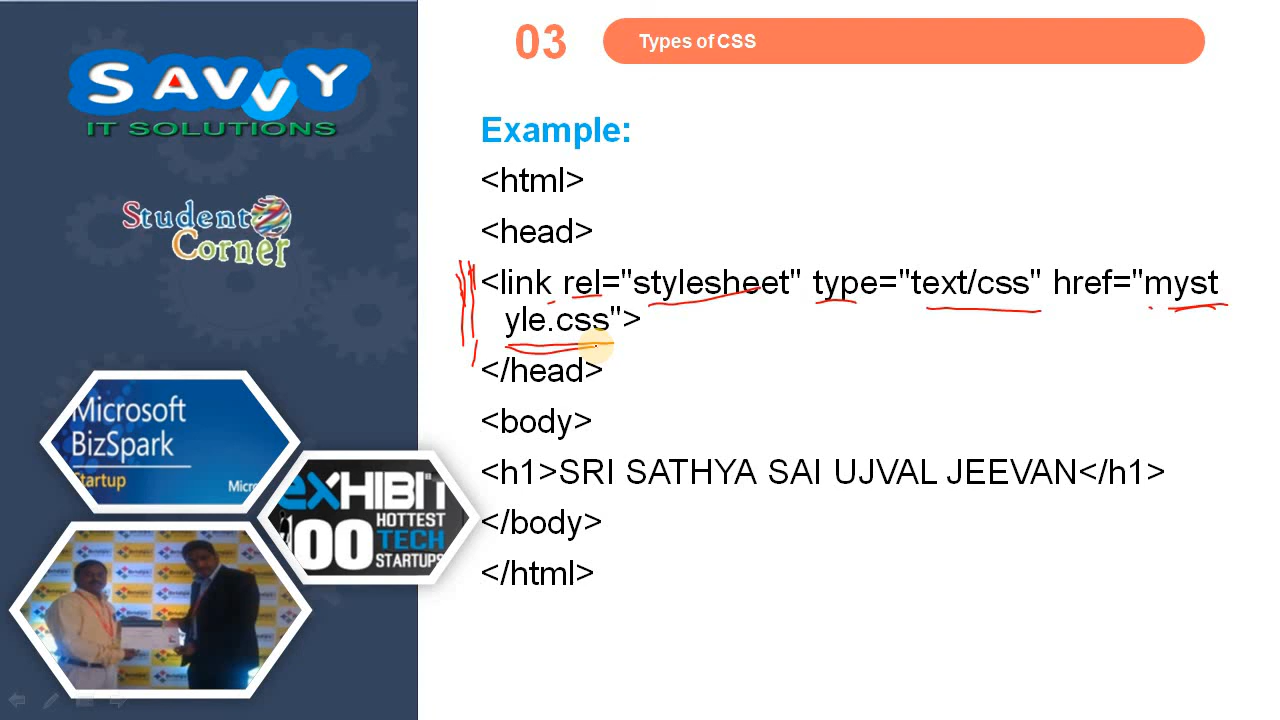 SAVVY
IT SOLUTIONS
Student
Corner
Microsoft
BizSpark
Startup
Micros
EXHIBIT
100
HOTTEST
TECH
STARTUPS
03
Types of CSS
Example:
<html>
<head>
<link rel="stylesheet" type="text/css" href="myst
yle.css">
</head>
<body>
<h1>SRI SATHYA SAI UJVAL JEEVAN</h1>
</body>
</html>